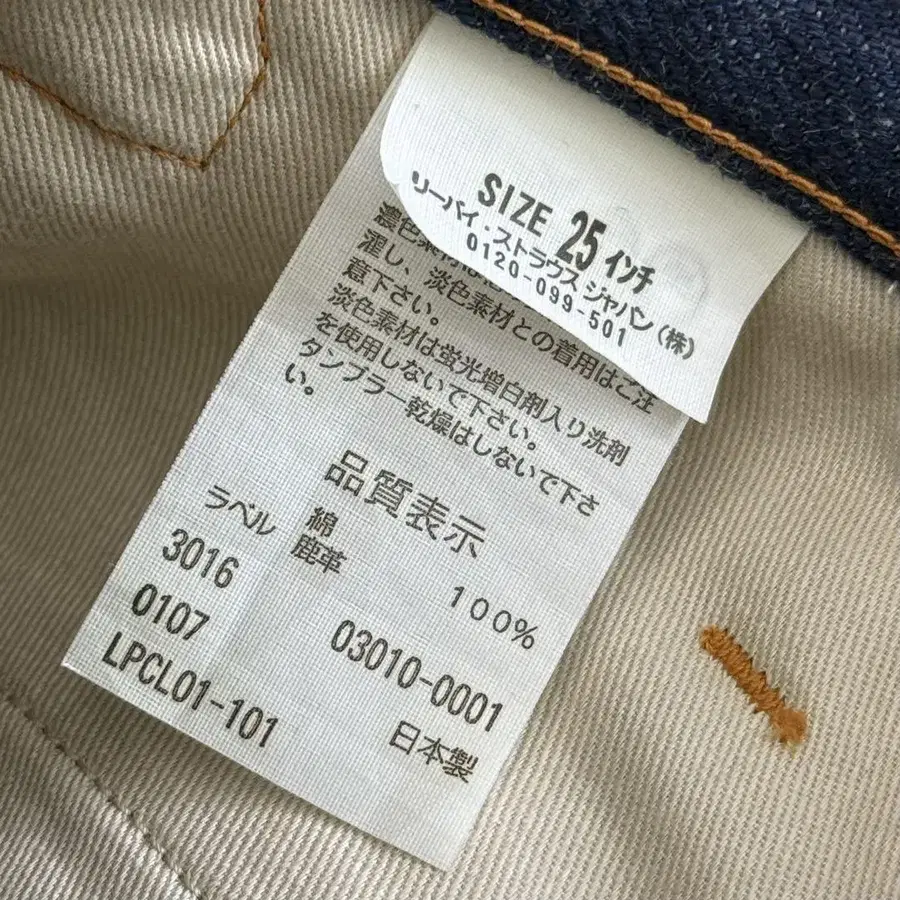 SIZE 25 インチ
リーバイ・ストラウス ジャパン(株)
0120-099-501
濃色素
濯し、淡色素材との着用はご注
意下さい。
淡色素材は蛍光増白剤入り洗剤
を使用しないで下さい。
タンブラー乾燥はしないで下さ
い。
品質表示
綿 100%
ラベル 鹿革
3016
0107 03010-0001
LPCL01-101 日本製